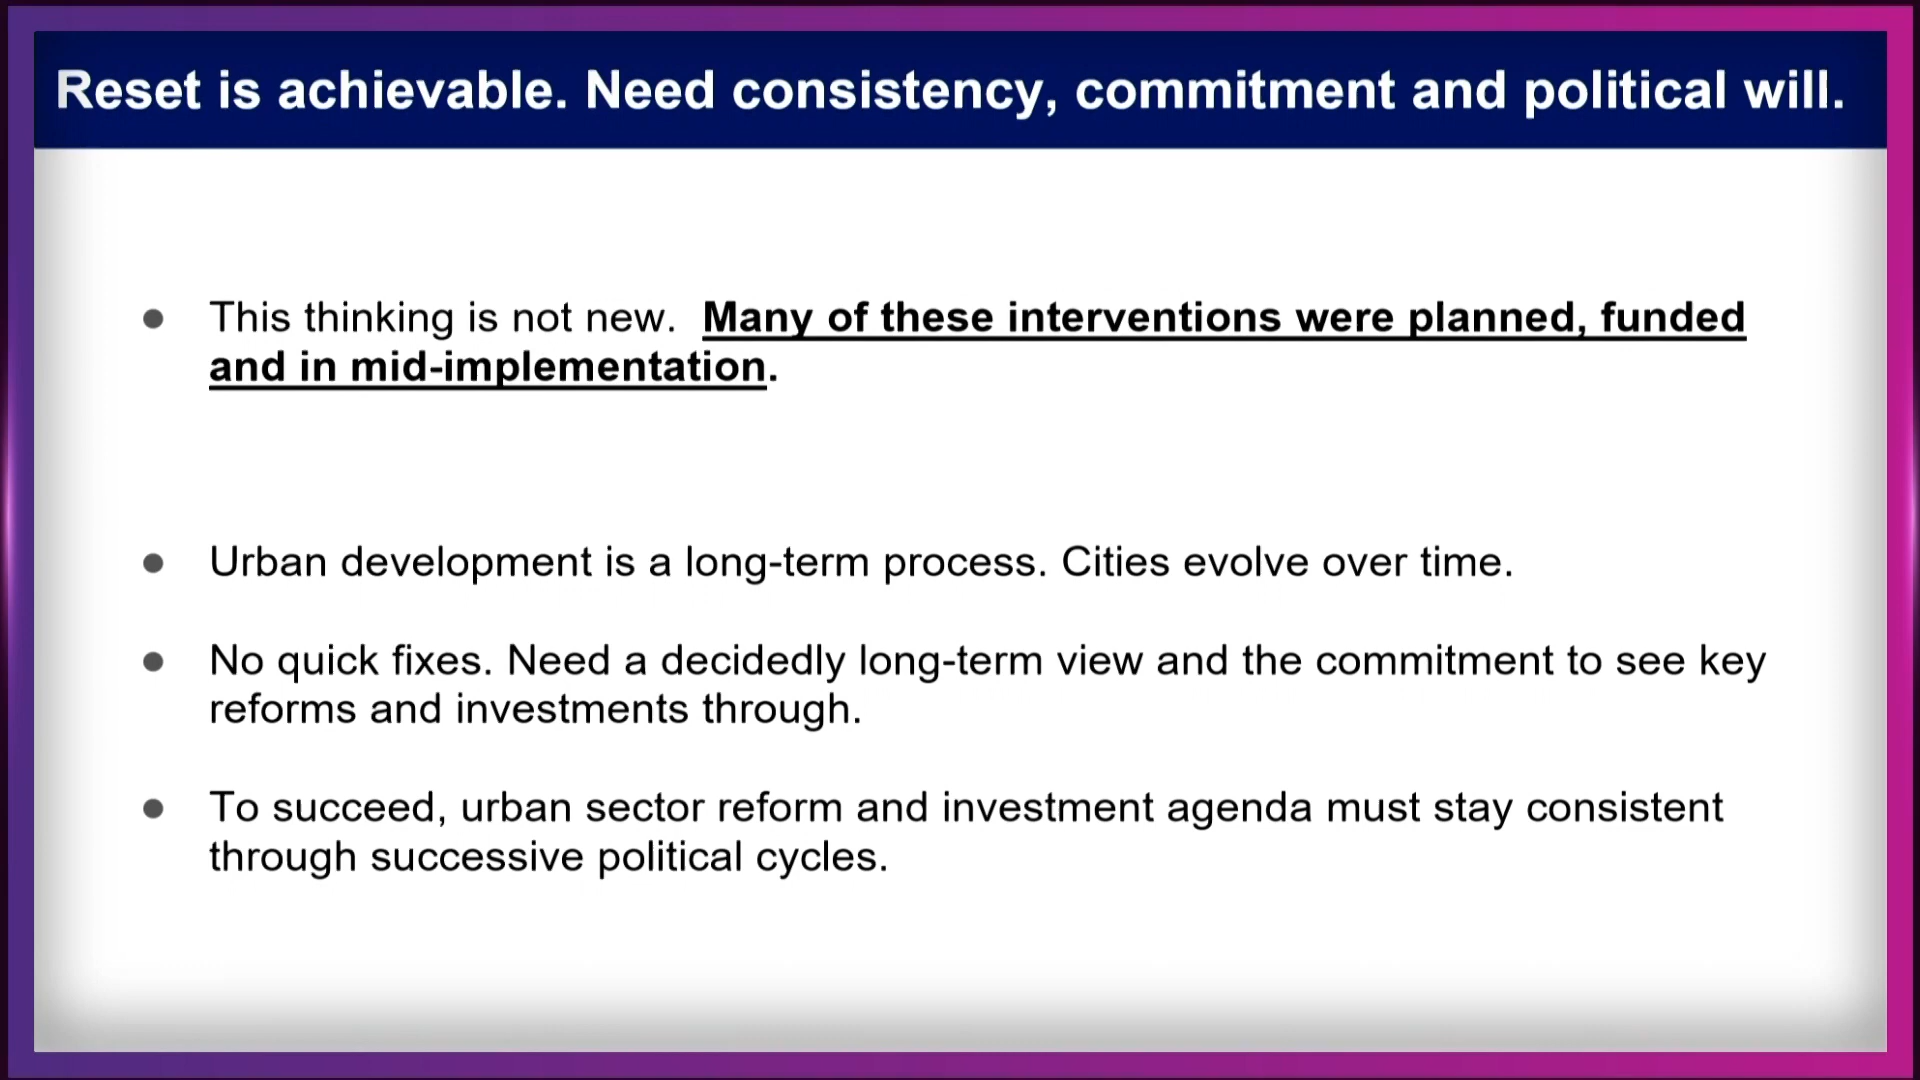 Reset is achievable. Need consistency, commitment and political will.
● This thinking is not new. Many of these interventions were planned, funded
and in mid-implementation.
● Urban development is a long-term process. Cities evolve over time.
● No quick fixes. Need a decidedly long-term view and the commitment to see key
reforms and investments through.
● To succeed, urban sector reform and investment agenda must stay consistent
through successive political cycles.